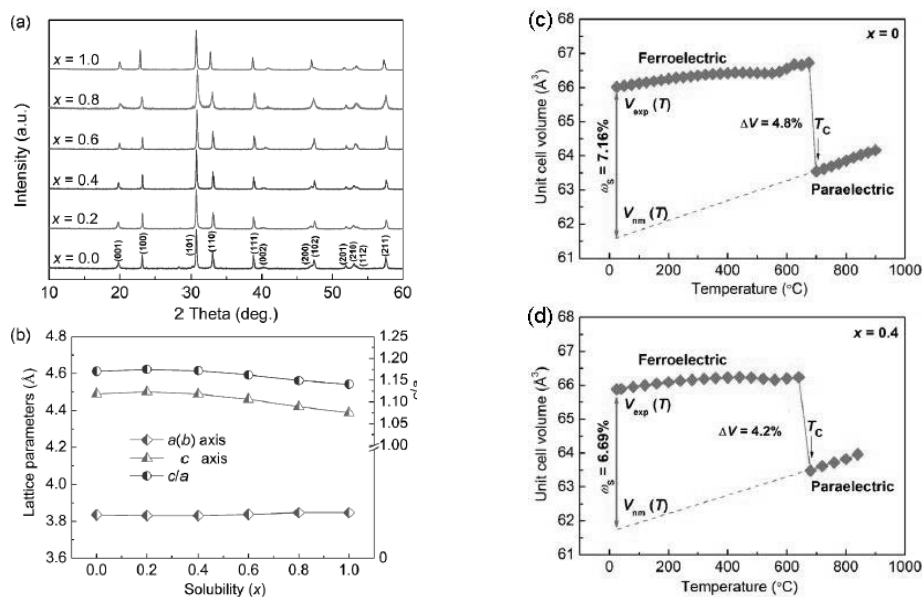 (a)
Intensity (a.u.)
x = 1.0
x = 0.8
x = 0.6
x = 0.4
x = 0.2
x = 0.0
(001)
(100)
(101)
(110)
(111)
(002)
(200)
(102)
(201)
(210)
(112)
(211)
10 20 30 40 50 60
2 Theta (deg.)
(b)
Lattice parameters (Å)
4.8
4.6
4.4
4.2
4.0
3.8
3.6
a(b) axis
c axis
c/a
1.25
1.20
1.15
1.10
1.05
1.00
0
c/a
0.0 0.2 0.4 0.6 0.8 1.0
Solubility (x)
(c)
x = 0
Unit cell volume (Å3)
68
67
66
65
64
63
62
61
Ferroelectric
Vexp (T)
ωs = 7.16%
ΔV = 4.8%
TC
Paraelectric
Vnm (T)
0 200 400 600 800 1000
Temperature (°C)
(d)
x = 0.4
Unit cell volume (Å3)
68
67
66
65
64
63
62
61
Ferroelectric
Vexp (T)
ωs = 6.69%
ΔV = 4.2%
TC
Paraelectric
Vnm (T)
0 200 400 600 800 1000
Temperature (°C)